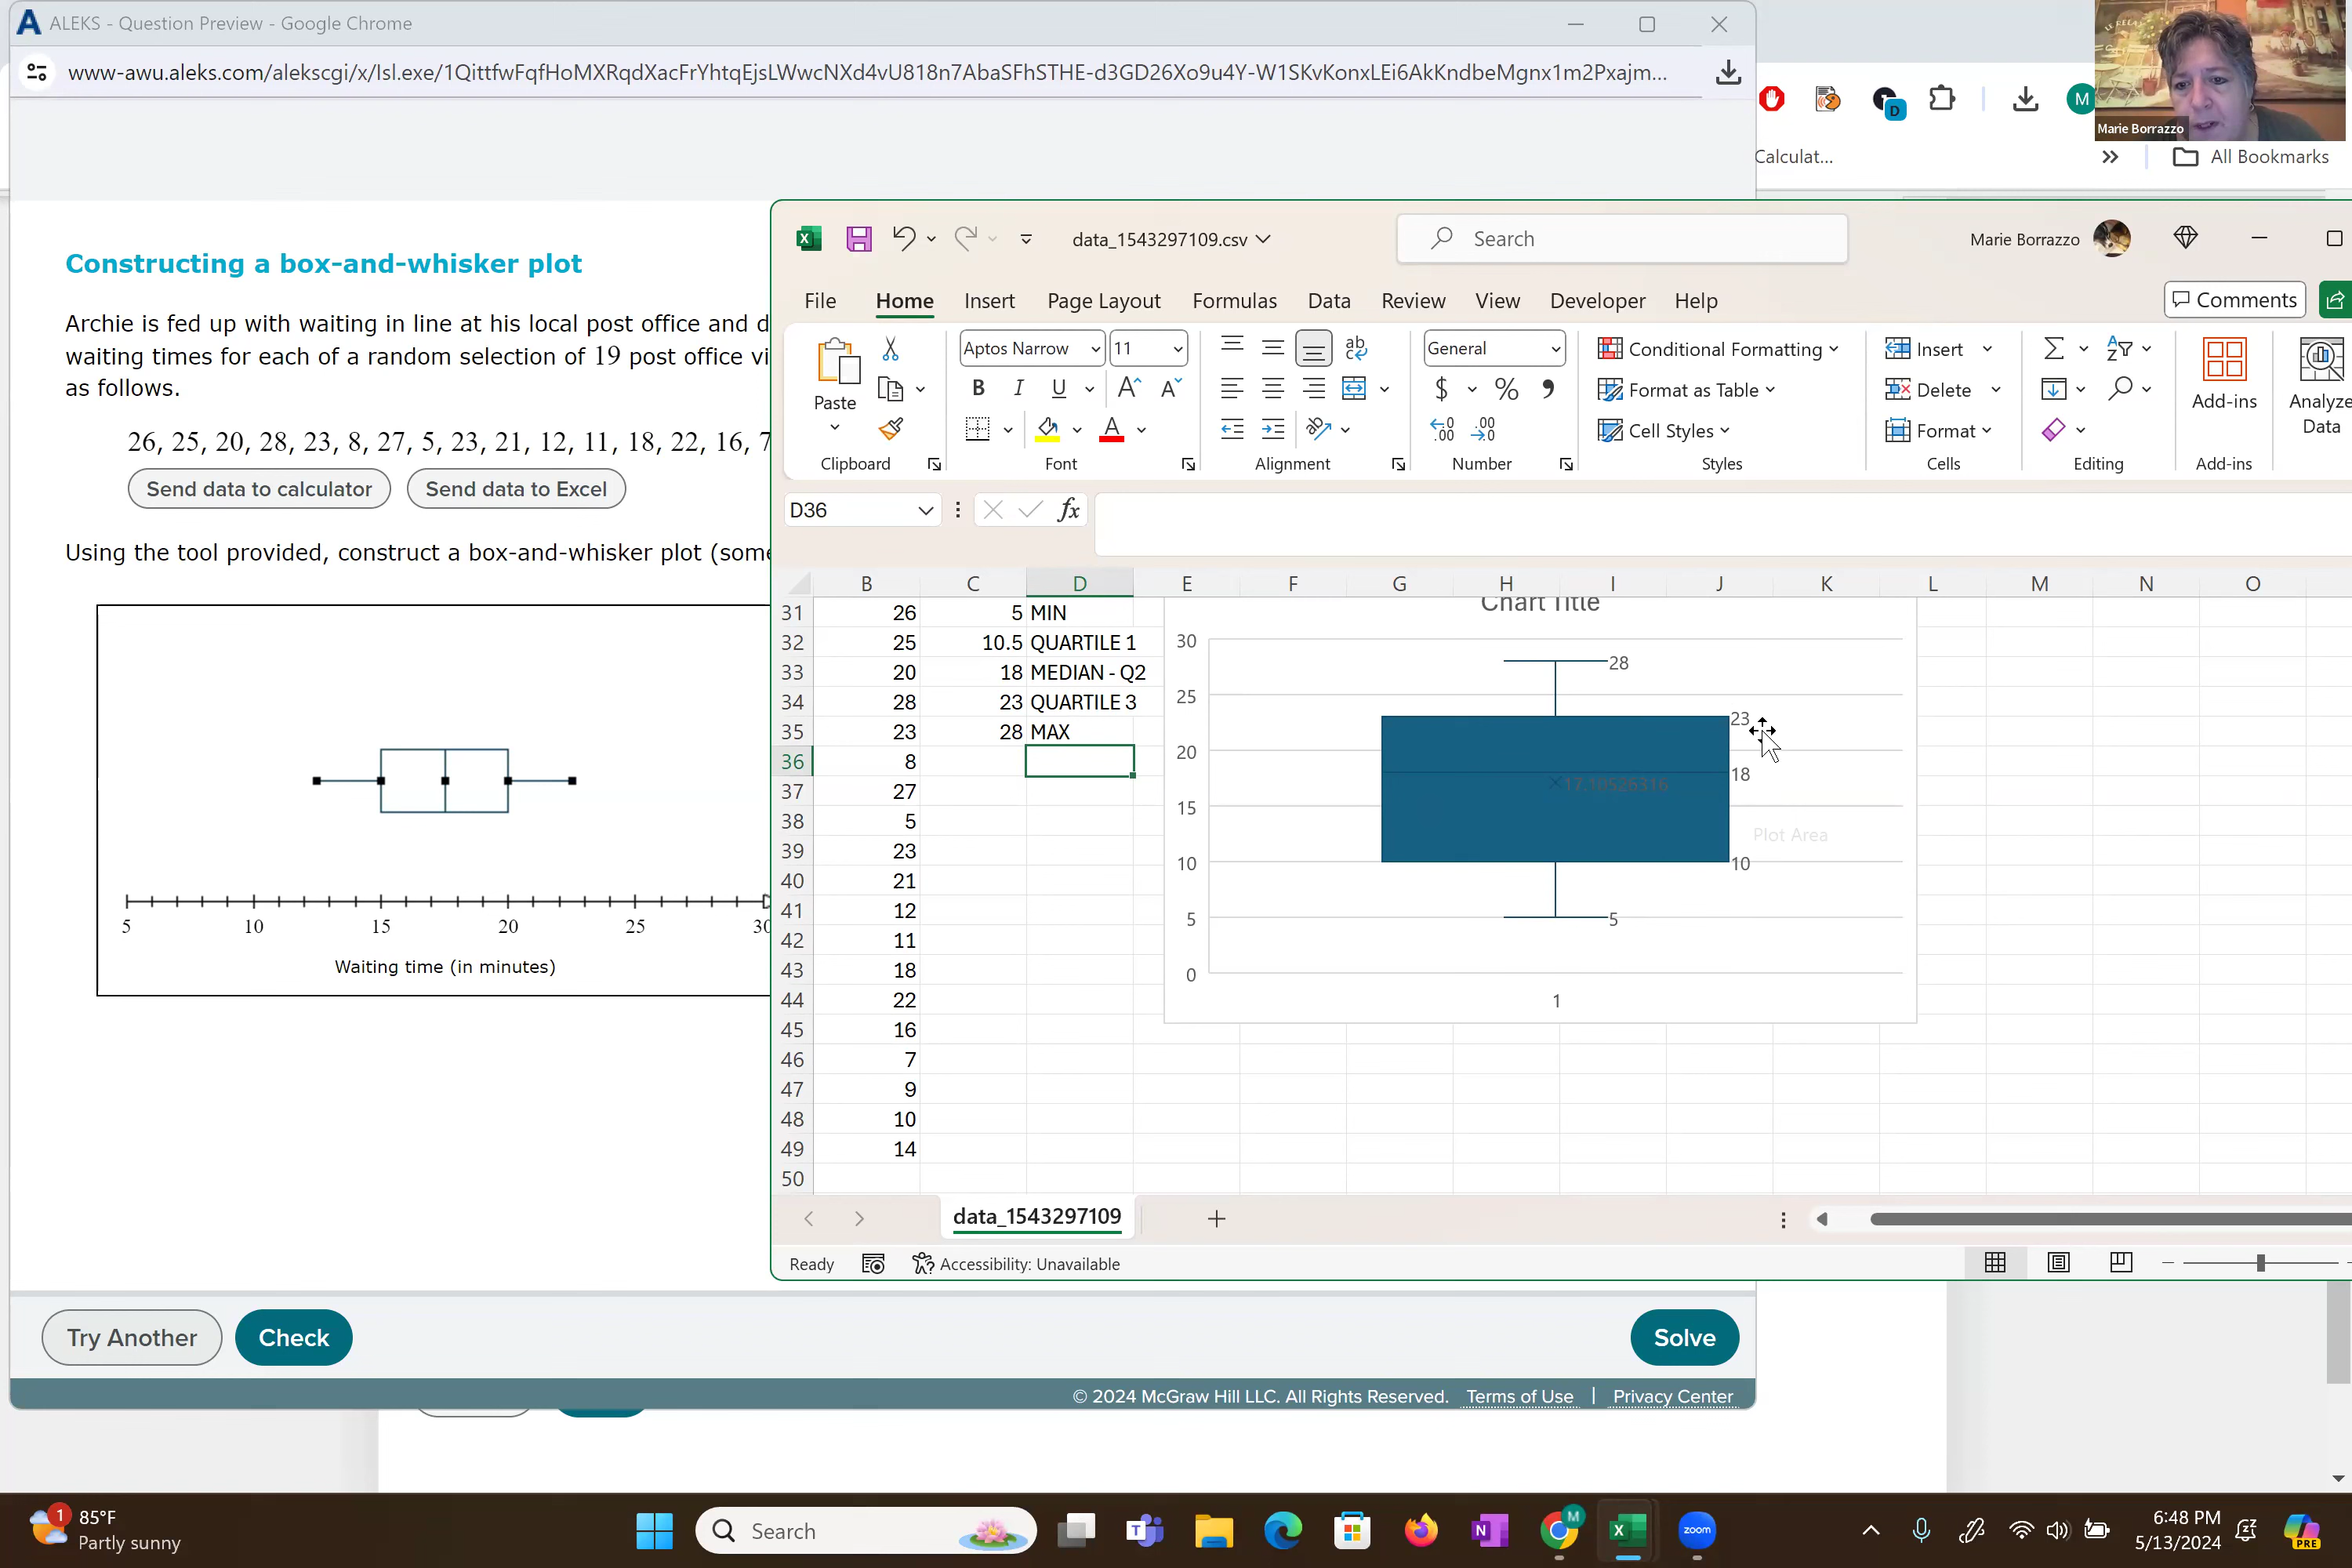 ALEKS - Question Preview - Google Chrome
www-awu.aleks.com/alekscgi/x/Isl.exe/1QittfwFqfHoMXRqdXacFrYhtqEjsLWwcNXd4vU818n7AbaSFhSTHE-d3GD26Xo9u4Y-W1SKvKonxLEi6AkKndbeMgnx1m2Pxajm...
D
M
Marie Borrazzo
Calculat...
All Bookmarks
Constructing a box-and-whisker plot
Archie is fed up with waiting in line at his local post office and d
waiting times for each of a random selection of 19 post office vi
as follows.
26, 25, 20, 28, 23, 8, 27, 5, 23, 21, 12, 11, 18, 22, 16, 7
Send data to calculator
Send data to Excel
Using the tool provided, construct a box-and-whisker plot (some
5 10 15 20 25 30
Waiting time (in minutes)
data_1543297109.csv
Search
Marie Borrazzo
File Home Insert Page Layout Formulas Data Review View Developer Help
Comments
Paste
Aptos Narrow 11
B I U A A
ab
c
General
$ % 9
.00 .0
Conditional Formatting
Format as Table
Cell Styles
Insert
Delete
Format
Add-ins
Analyze
Data
Clipboard Font Alignment Number Styles Cells Editing Add-ins
D36
fx
B C D E F G H I J K L M N O
31 26 5 MIN
32 25 10.5 QUARTILE 1
33 20 18 MEDIAN - Q2
34 28 23 QUARTILE 3
35 23 28 MAX
36 8
37 27
38 5
39 23
40 21
41 12
42 11
43 18
44 22
45 16
46 7
47 9
48 10
49 14
50
Chart Title
30
28
25
23
20
18
17.10526316
15
Plot Area
10
10
5
5
0
1
data_1543297109
Ready
Accessibility: Unavailable
Try Another
Check
Solve
© 2024 McGraw Hill LLC. All Rights Reserved. Terms of Use | Privacy Center
1
85°F
Partly sunny
Search
zoom
6:48 PM
5/13/2024
PRE